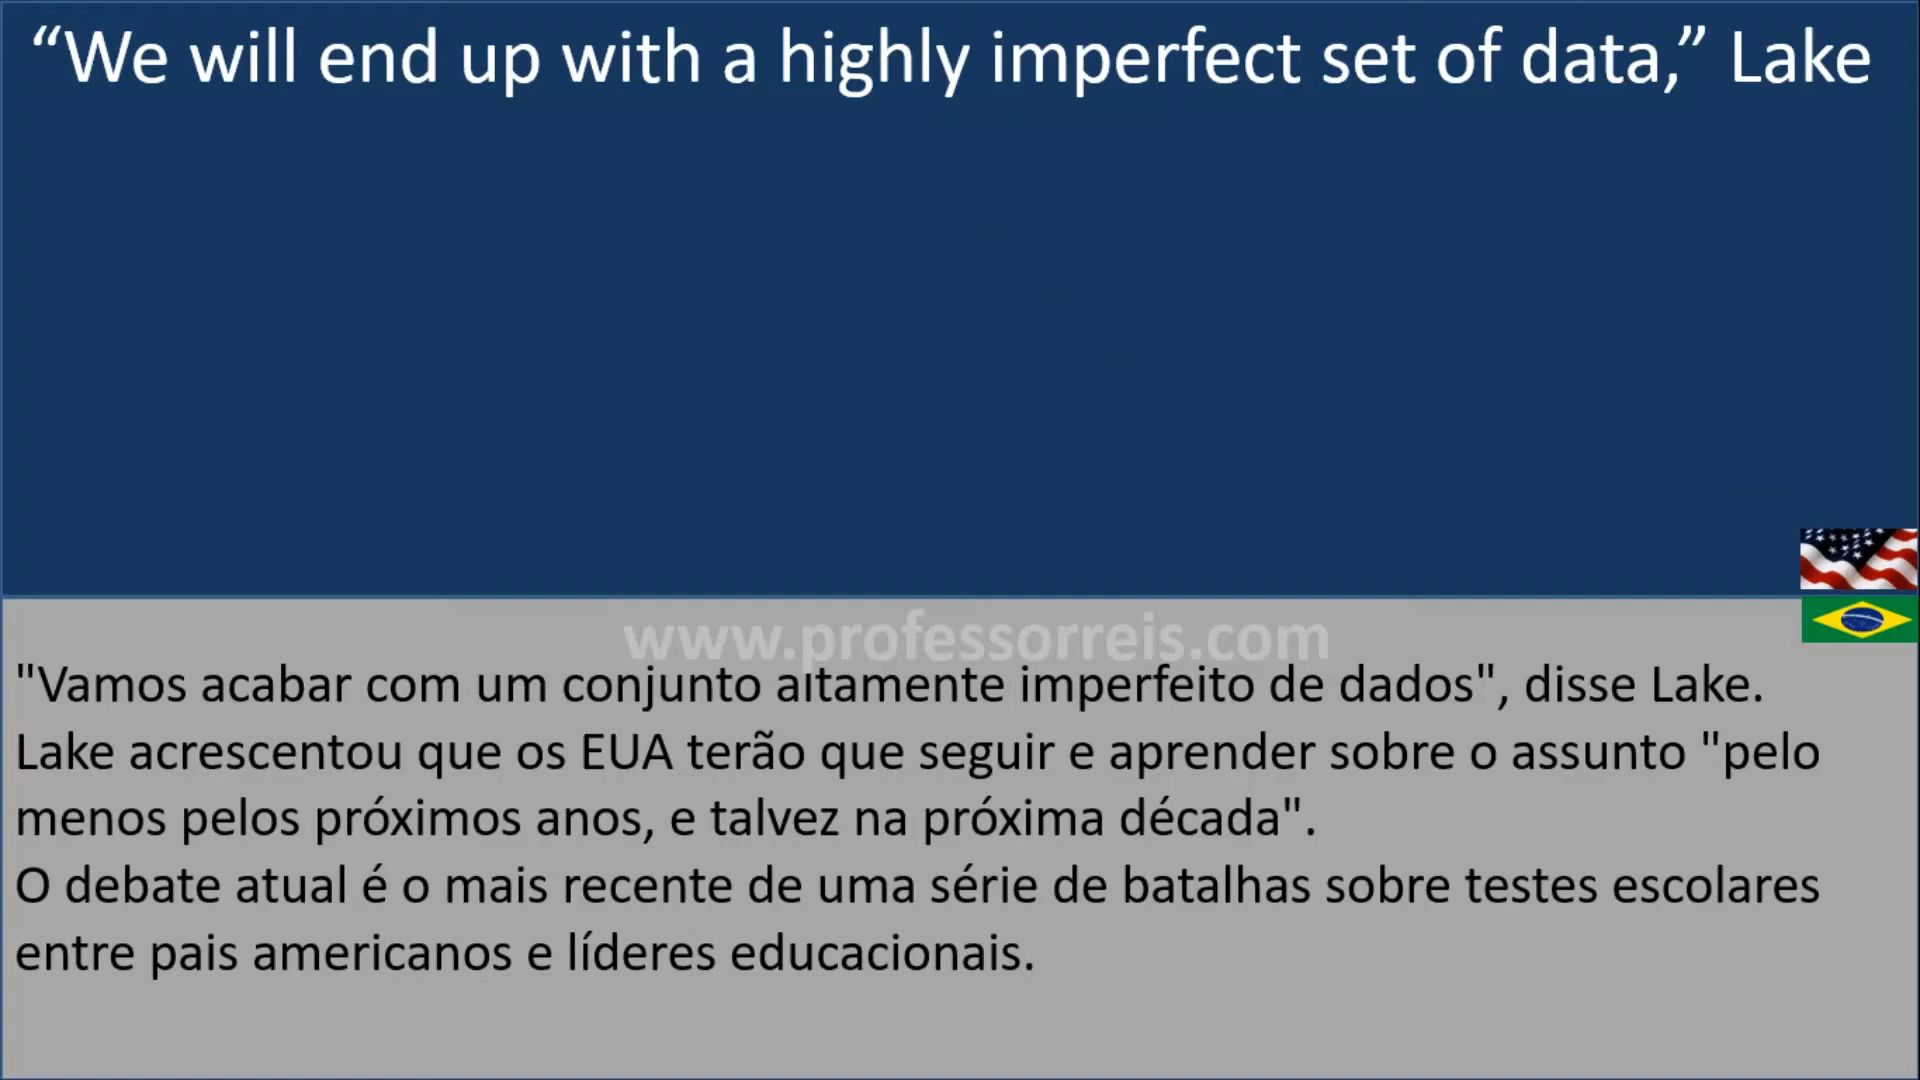 “We will end up with a highly imperfect set of data,” Lake
www.professorreis.com
"Vamos acabar com um conjunto altamente imperfeito de dados", disse Lake.
Lake acrescentou que os EUA terão que seguir e aprender sobre o assunto "pelo
menos pelos próximos anos, e talvez na próxima década".
O debate atual é o mais recente de uma série de batalhas sobre testes escolares
entre pais americanos e líderes educacionais.